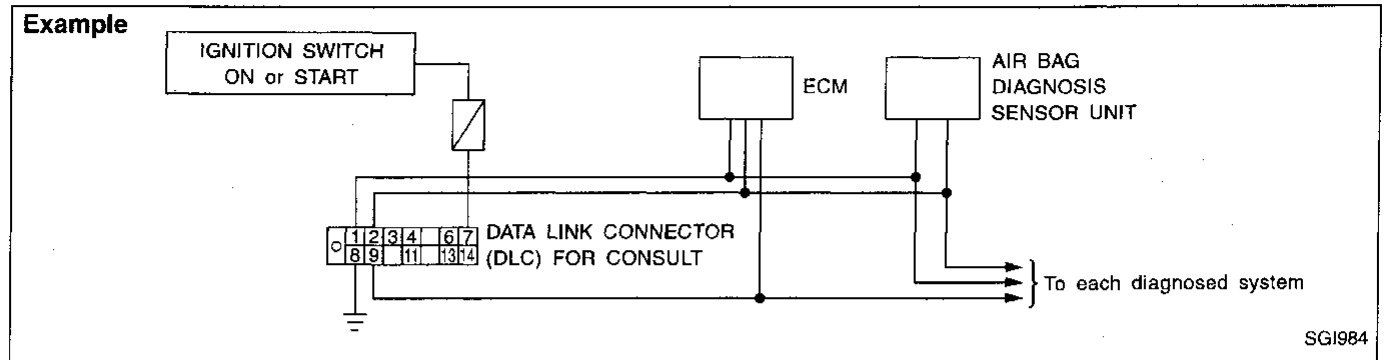 Example
IGNITION SWITCH
ON or START
ECM
AIR BAG
DIAGNOSIS
SENSOR UNIT
1 2 3 4 6 7
8 9 11 13 14
DATA LINK CONNECTOR
(DLC) FOR CONSULT
To each diagnosed system
SGI984